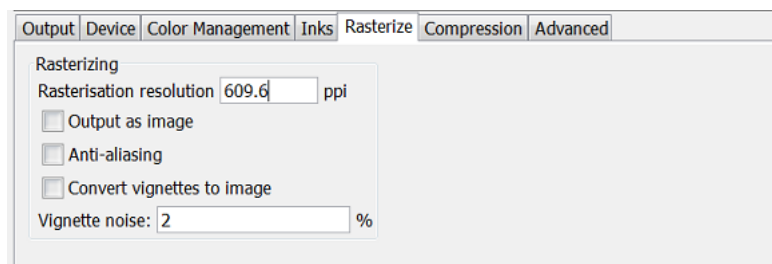 Output Device Color Management Inks Rasterize Compression Advanced
Rasterizing
Rasterisation resolution 609.6 ppi
Output as image
Anti-aliasing
Convert vignettes to image
Vignette noise: 2 %